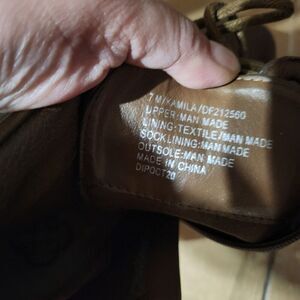 7 M/KAMILA/DF212560
UPPER:MAN MADE
LINING:TEXTILE/MAN MADE
SOCKLINING:MAN MADE
OUTSOLE:MAN MADE
MADE IN CHINA
DIPOCT20